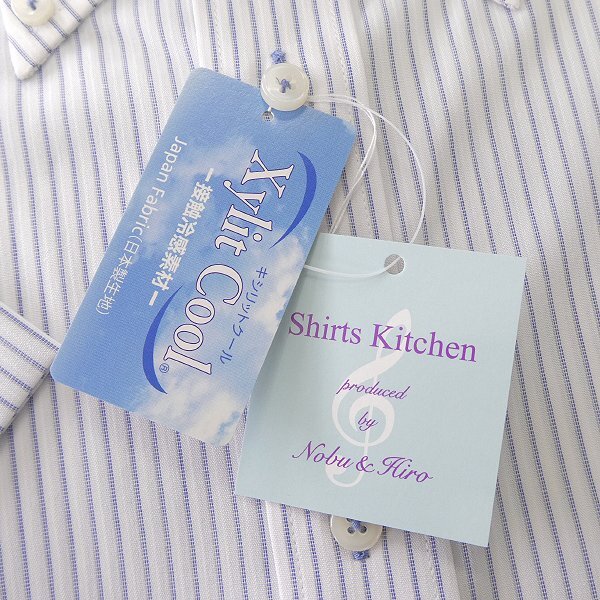 Xylit Cool®
キシリットクール
ー接触冷感素材ー
Japan Fabric(日本製生地)
Shirts Kitchen
produced
by
Nobu & Hiro